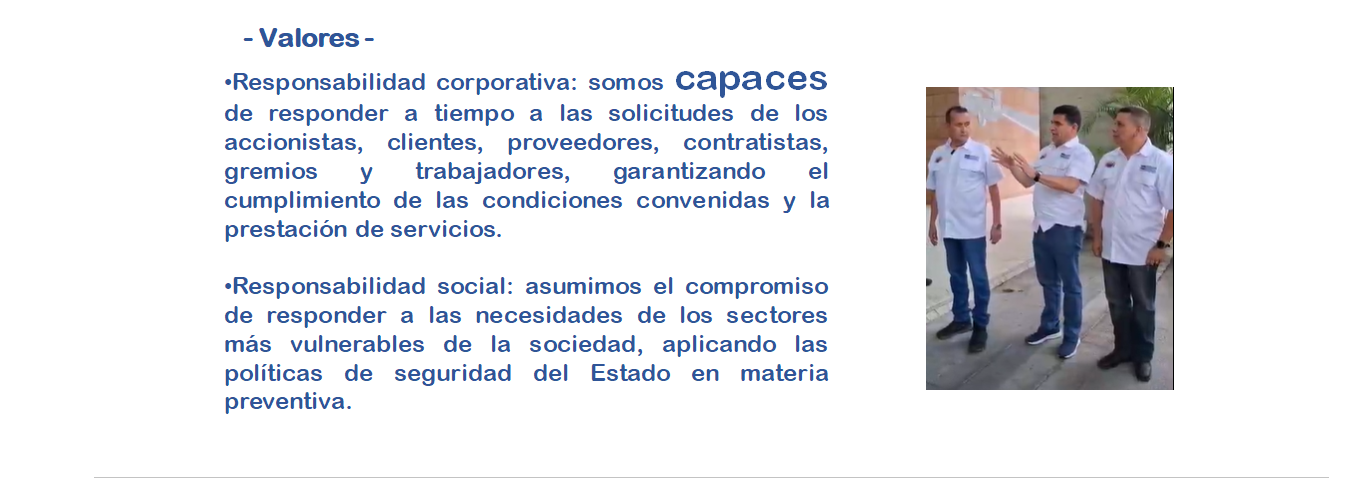 - Valores -
•Responsabilidad corporativa: somos capaces
de responder a tiempo a las solicitudes de los
accionistas, clientes, proveedores, contratistas,
gremios y trabajadores, garantizando el
cumplimiento de las condiciones convenidas y la
prestación de servicios.
•Responsabilidad social: asumimos el compromiso
de responder a las necesidades de los sectores
más vulnerables de la sociedad, aplicando las
políticas de seguridad del Estado en materia
preventiva.